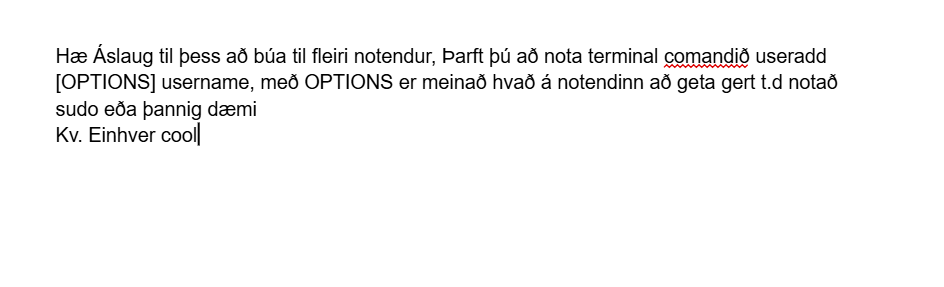 Hæ Áslaug til þess að búa til fleiri notendur, Þarft þú að nota terminal comandið useradd
[OPTIONS] username, með OPTIONS er meinað hvað á notendinn að geta gert t.d notað
sudo eða þannig dæmi
Kv. Einhver cool